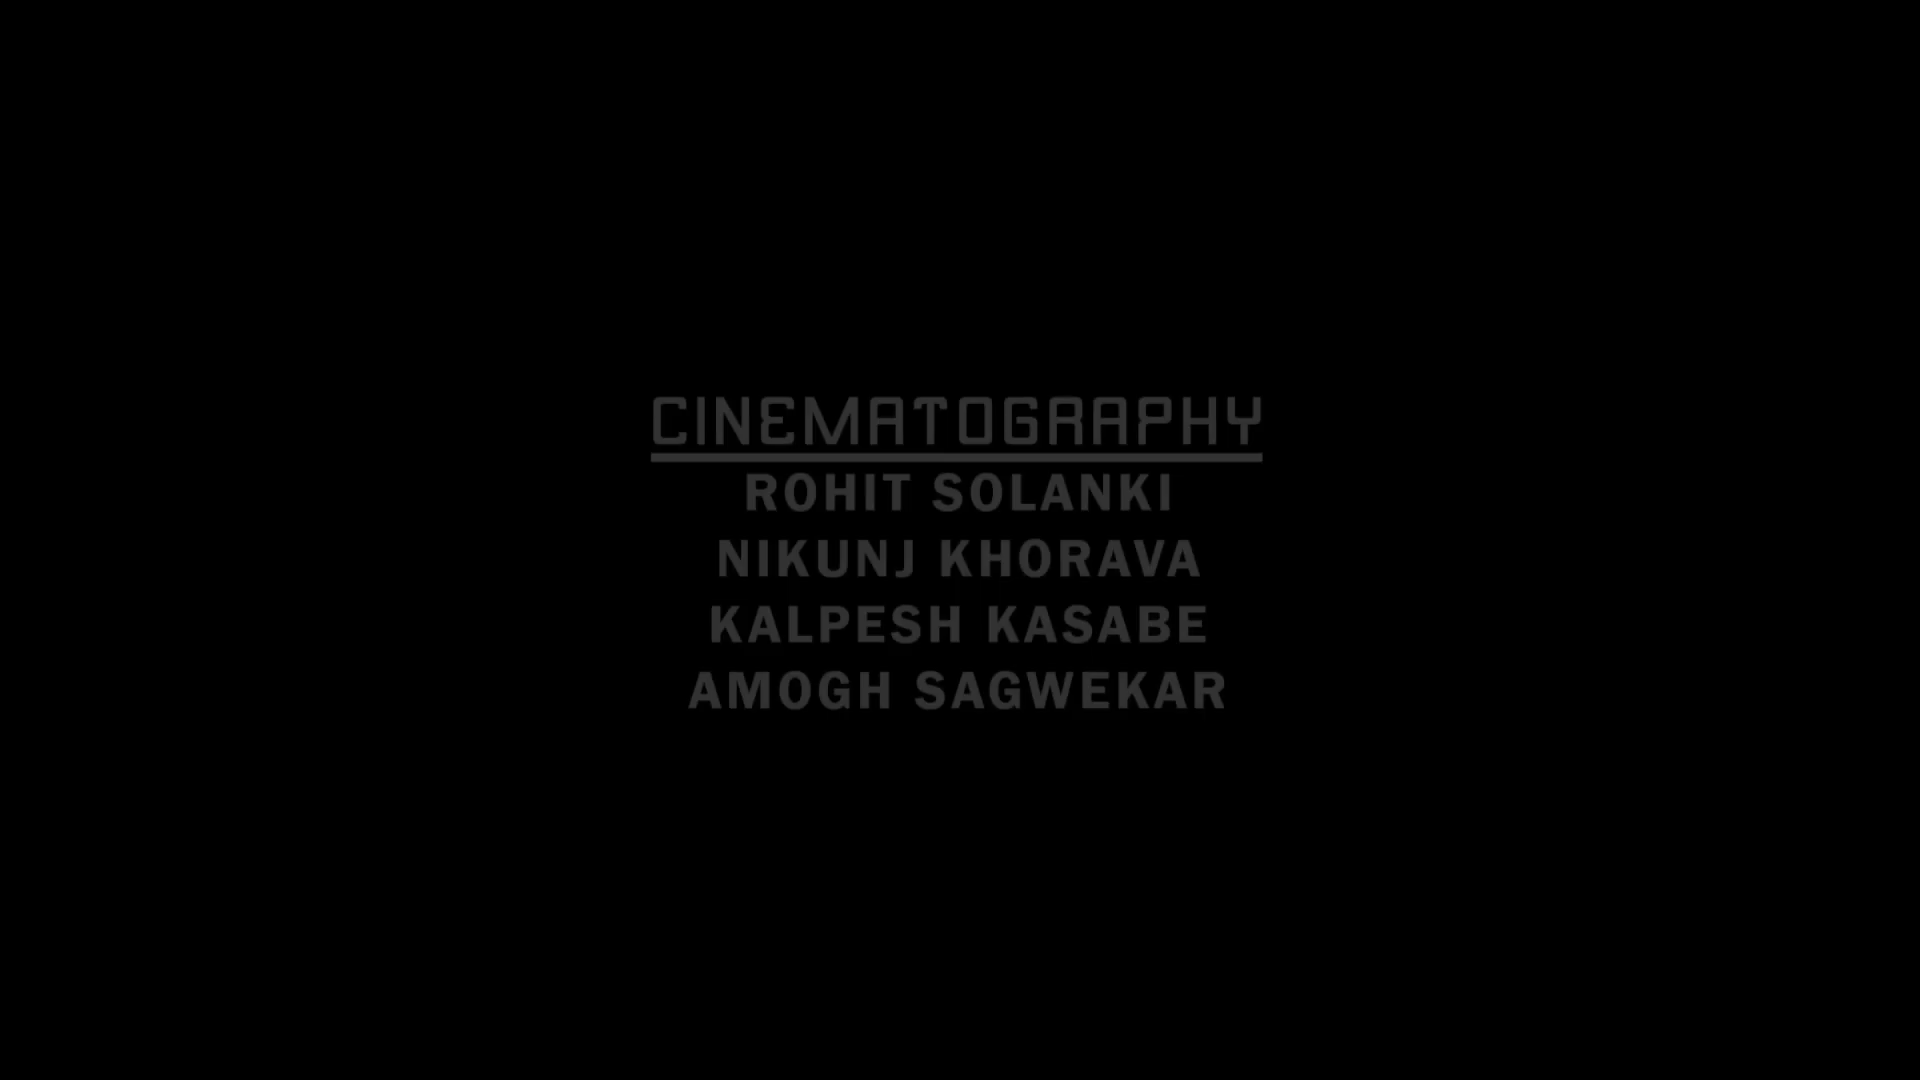 CINEMATOGRAPHY
ROHIT SOLANKI
NIKUNJ KHORAVA
KALPESH KASABE
AMOGH SAGWEKAR